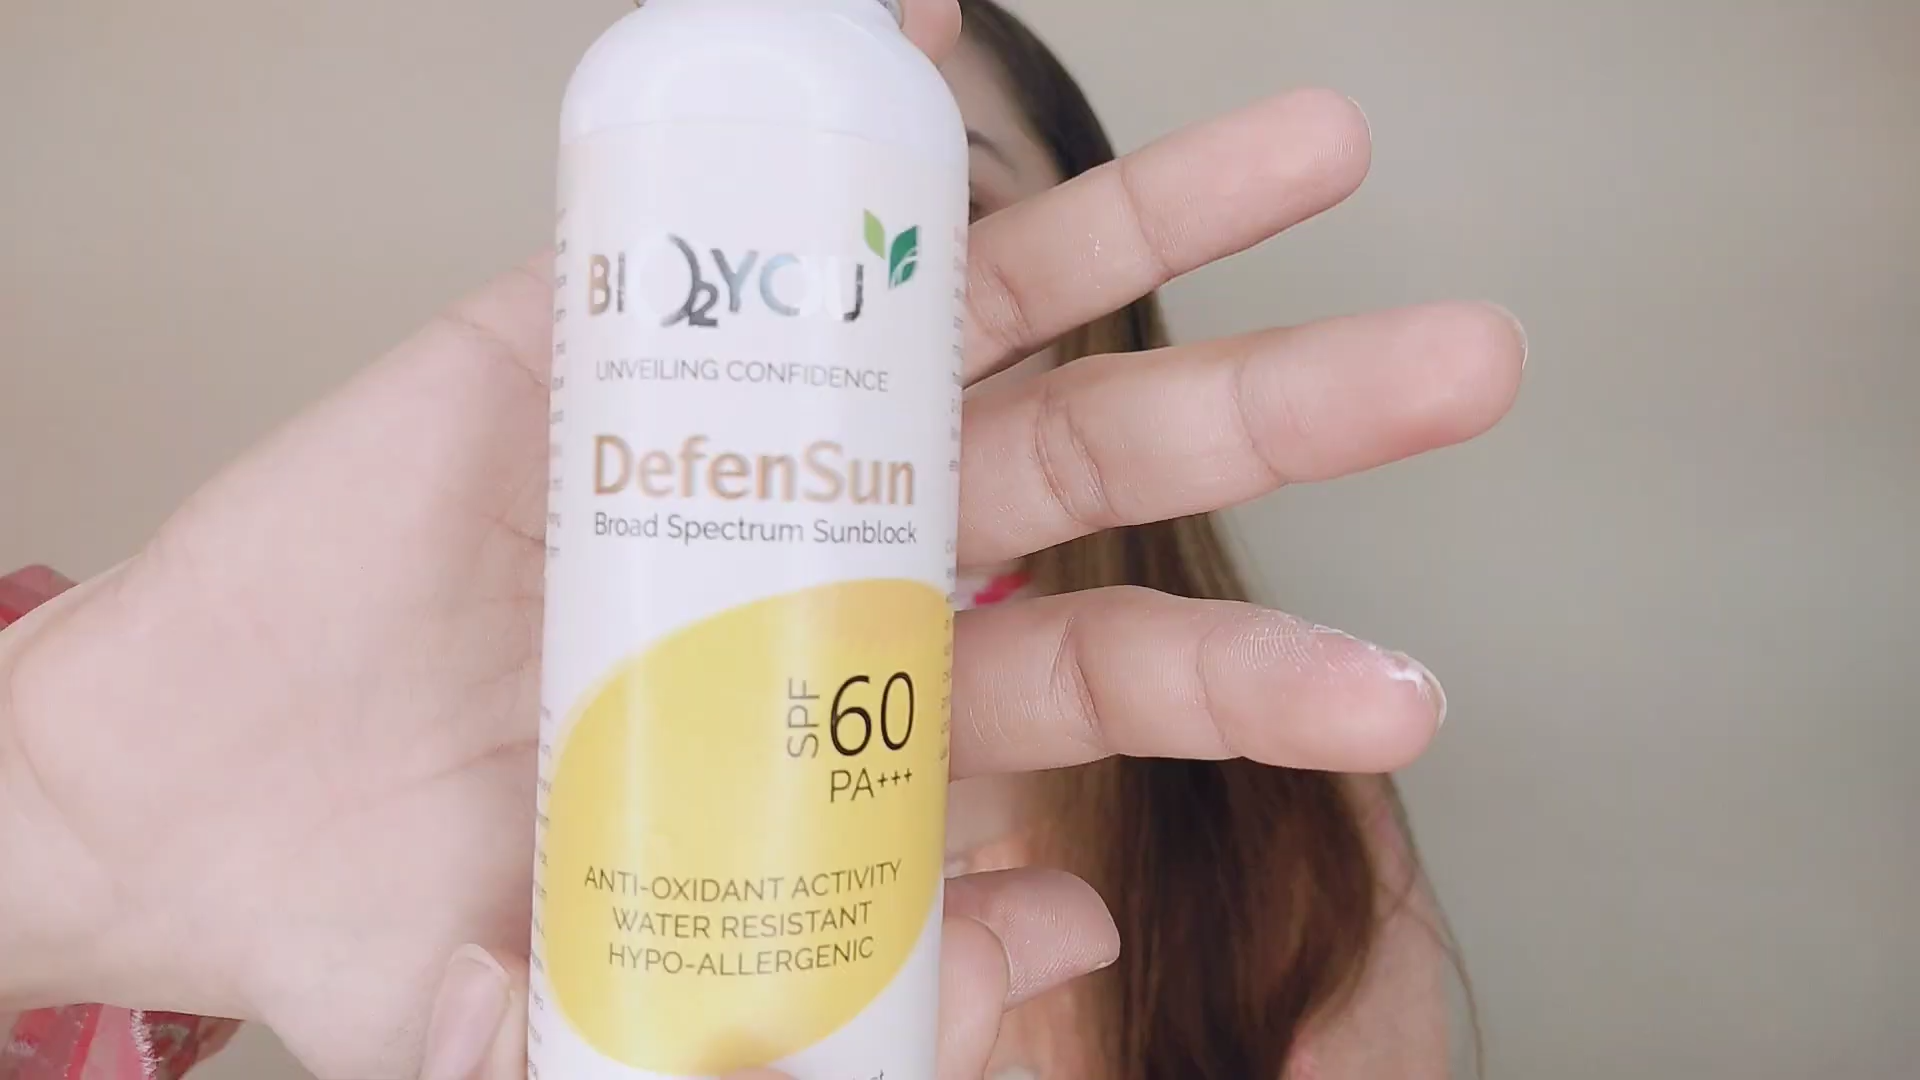 BIO2YOU
UNVEILING CONFIDENCE
DefenSun
Broad Spectrum Sunblock
SPF 60
PA+++
ANTI-OXIDANT ACTIVITY
WATER RESISTANT
HYPO-ALLERGENIC